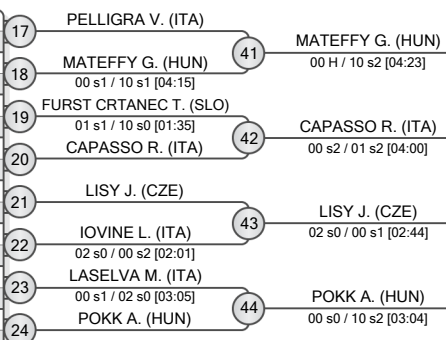 17
PELLIGRA V. (ITA)
41
MATEFFY G. (HUN)
00 H / 10 s2 [04:23]
18
MATEFFY G. (HUN)
00 s1 / 10 s1 [04:15]
19
FURST CRTANEC T. (SLO)
01 s1 / 10 s0 [01:35]
42
CAPASSO R. (ITA)
00 s2 / 01 s2 [04:00]
20
CAPASSO R. (ITA)
21
LISY J. (CZE)
43
LISY J. (CZE)
02 s0 / 00 s1 [02:44]
22
IOVINE L. (ITA)
02 s0 / 00 s2 [02:01]
23
LASELVA M. (ITA)
00 s1 / 02 s0 [03:05]
44
POKK A. (HUN)
00 s0 / 10 s2 [03:04]
24
POKK A. (HUN)